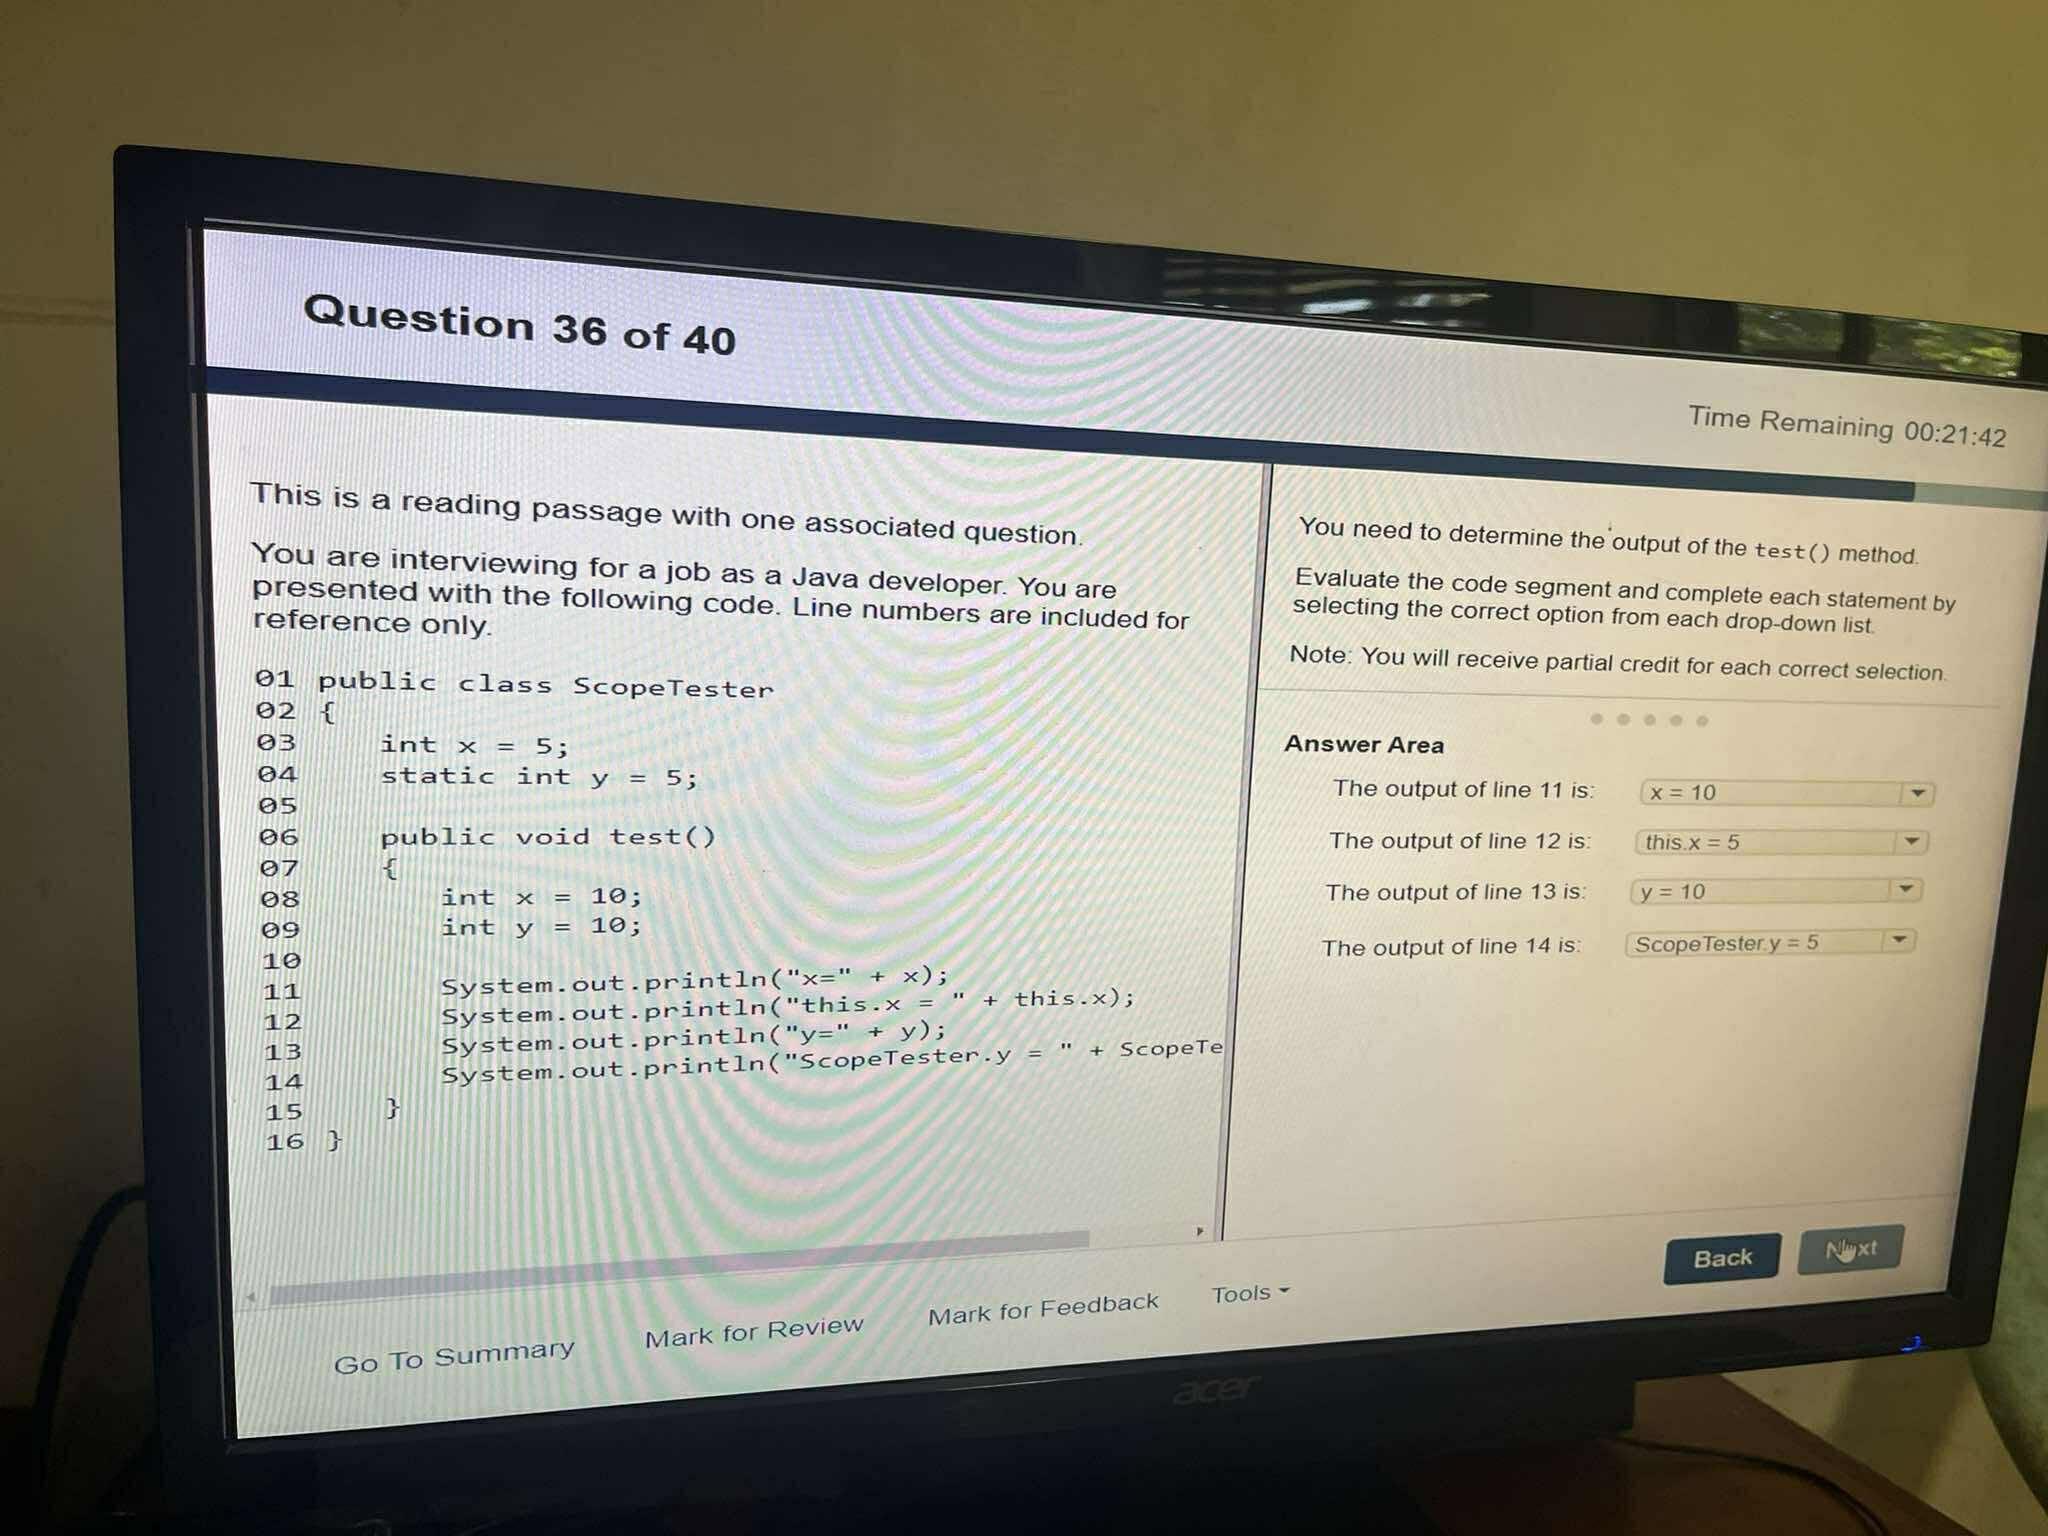 Question 36 of 40
Time Remaining 00:21:42
This is a reading passage with one associated question.
You are interviewing for a job as a Java developer. You are
presented with the following code. Line numbers are included for
reference only.
01 public class ScopeTester
02 {
03     int x = 5;
04     static int y = 5;
05
06     public void test()
07     {
08         int x = 10;
09         int y = 10;
10
11         System.out.println("x=" + x);
12         System.out.println("this.x = " + this.x);
13         System.out.println("y=" + y);
14         System.out.println("ScopeTester.y = " + ScopeTe
15     }
16 }
You need to determine the output of the test() method.
Evaluate the code segment and complete each statement by
selecting the correct option from each drop-down list.
Note: You will receive partial credit for each correct selection.
Answer Area
The output of line 11 is: x = 10
The output of line 12 is: this.x = 5
The output of line 13 is: y = 10
The output of line 14 is: ScopeTester.y = 5
Back
Next
Go To Summary
Mark for Review
Mark for Feedback
Tools
acer